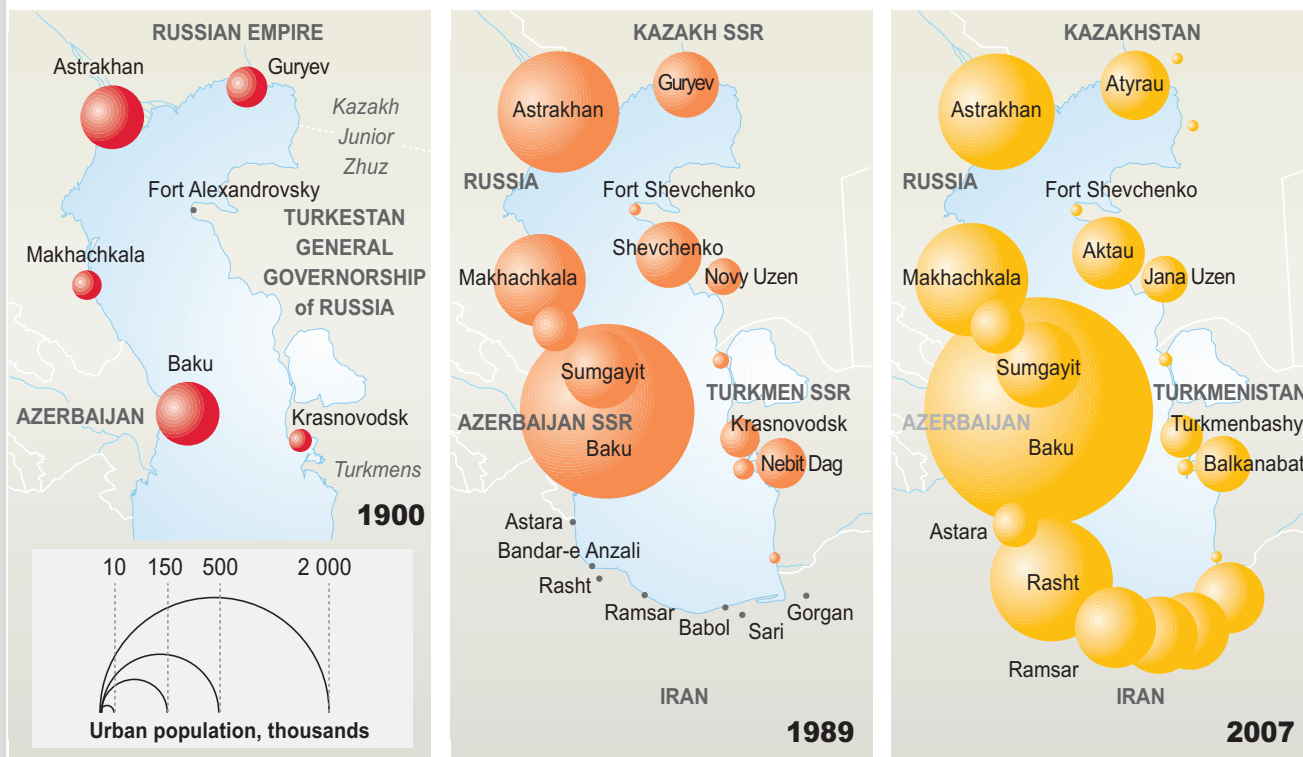 RUSSIAN EMPIRE
Astrakhan
Guryev
Kazakh
Junior
Zhuz
Fort Alexandrovsky
TURKESTAN
GENERAL
GOVERNORSHIP
of RUSSIA
Makhachkala
Baku
AZERBAIJAN
Krasnovodsk
Turkmens
1900
10 150 500 2 000
Urban population, thousands
KAZAKH SSR
Astrakhan
Guryev
RUSSIA
Fort Shevchenko
Shevchenko
Makhachkala
Novy Uzen
Sumgayit
TURKMEN SSR
AZERBAIJAN SSR
Krasnovodsk
Baku
Nebit Dag
Astara
Bandar-e Anzali
Rasht
Ramsar
Babol
Sari
Gorgan
IRAN
1989
KAZAKHSTAN
Atyrau
Astrakhan
RUSSIA
Fort Shevchenko
Aktau
Makhachkala
Jana Uzen
Sumgayit
TURKMENISTAN
AZERBAIJAN
Turkmenbashy
Baku
Balkanabat
Astara
Rasht
Ramsar
IRAN
2007